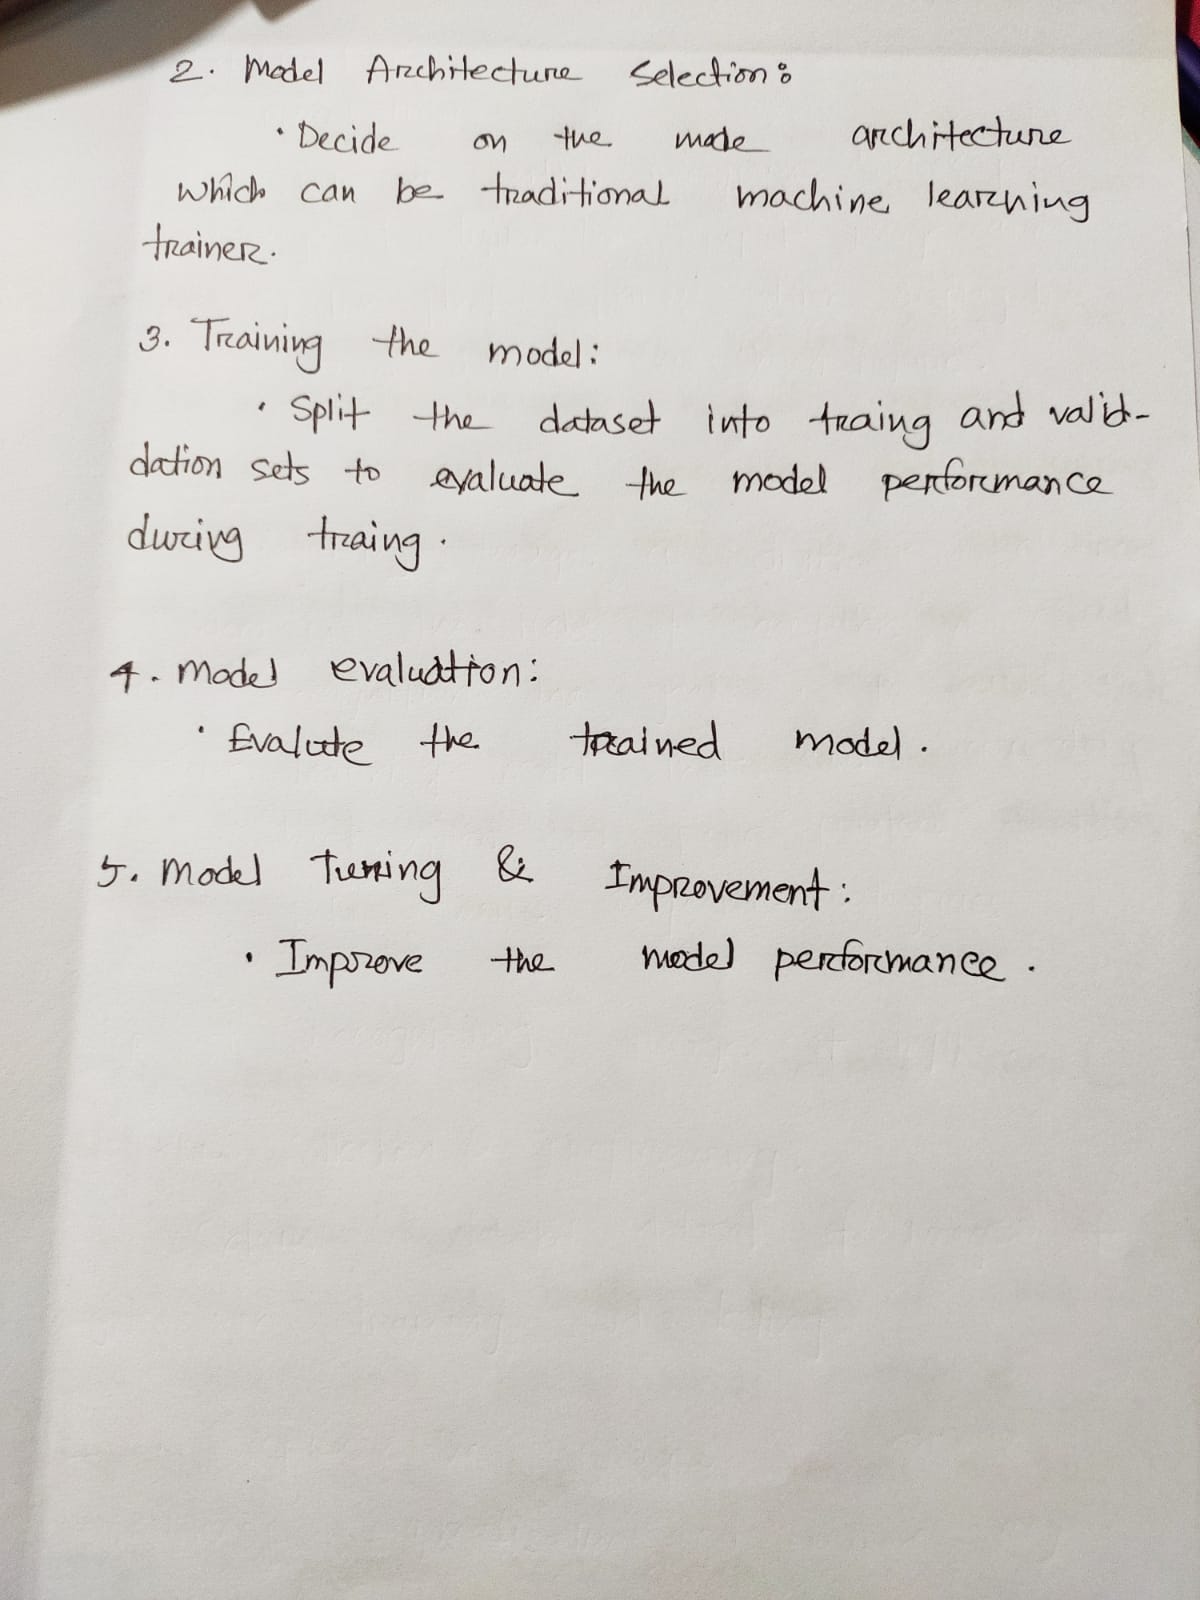 2. Model Architecture Selection:
· Decide on the mode architecture
which can be traditional machine learning
trainer.
3. Training the model:
· Split the dataset into traing and valid-
dation sets to evaluate the model performance
during traing.
4. Model evaluation:
· Evalute the trained model.
5. Model Tuning & Improvement:
· Improve the model performance.